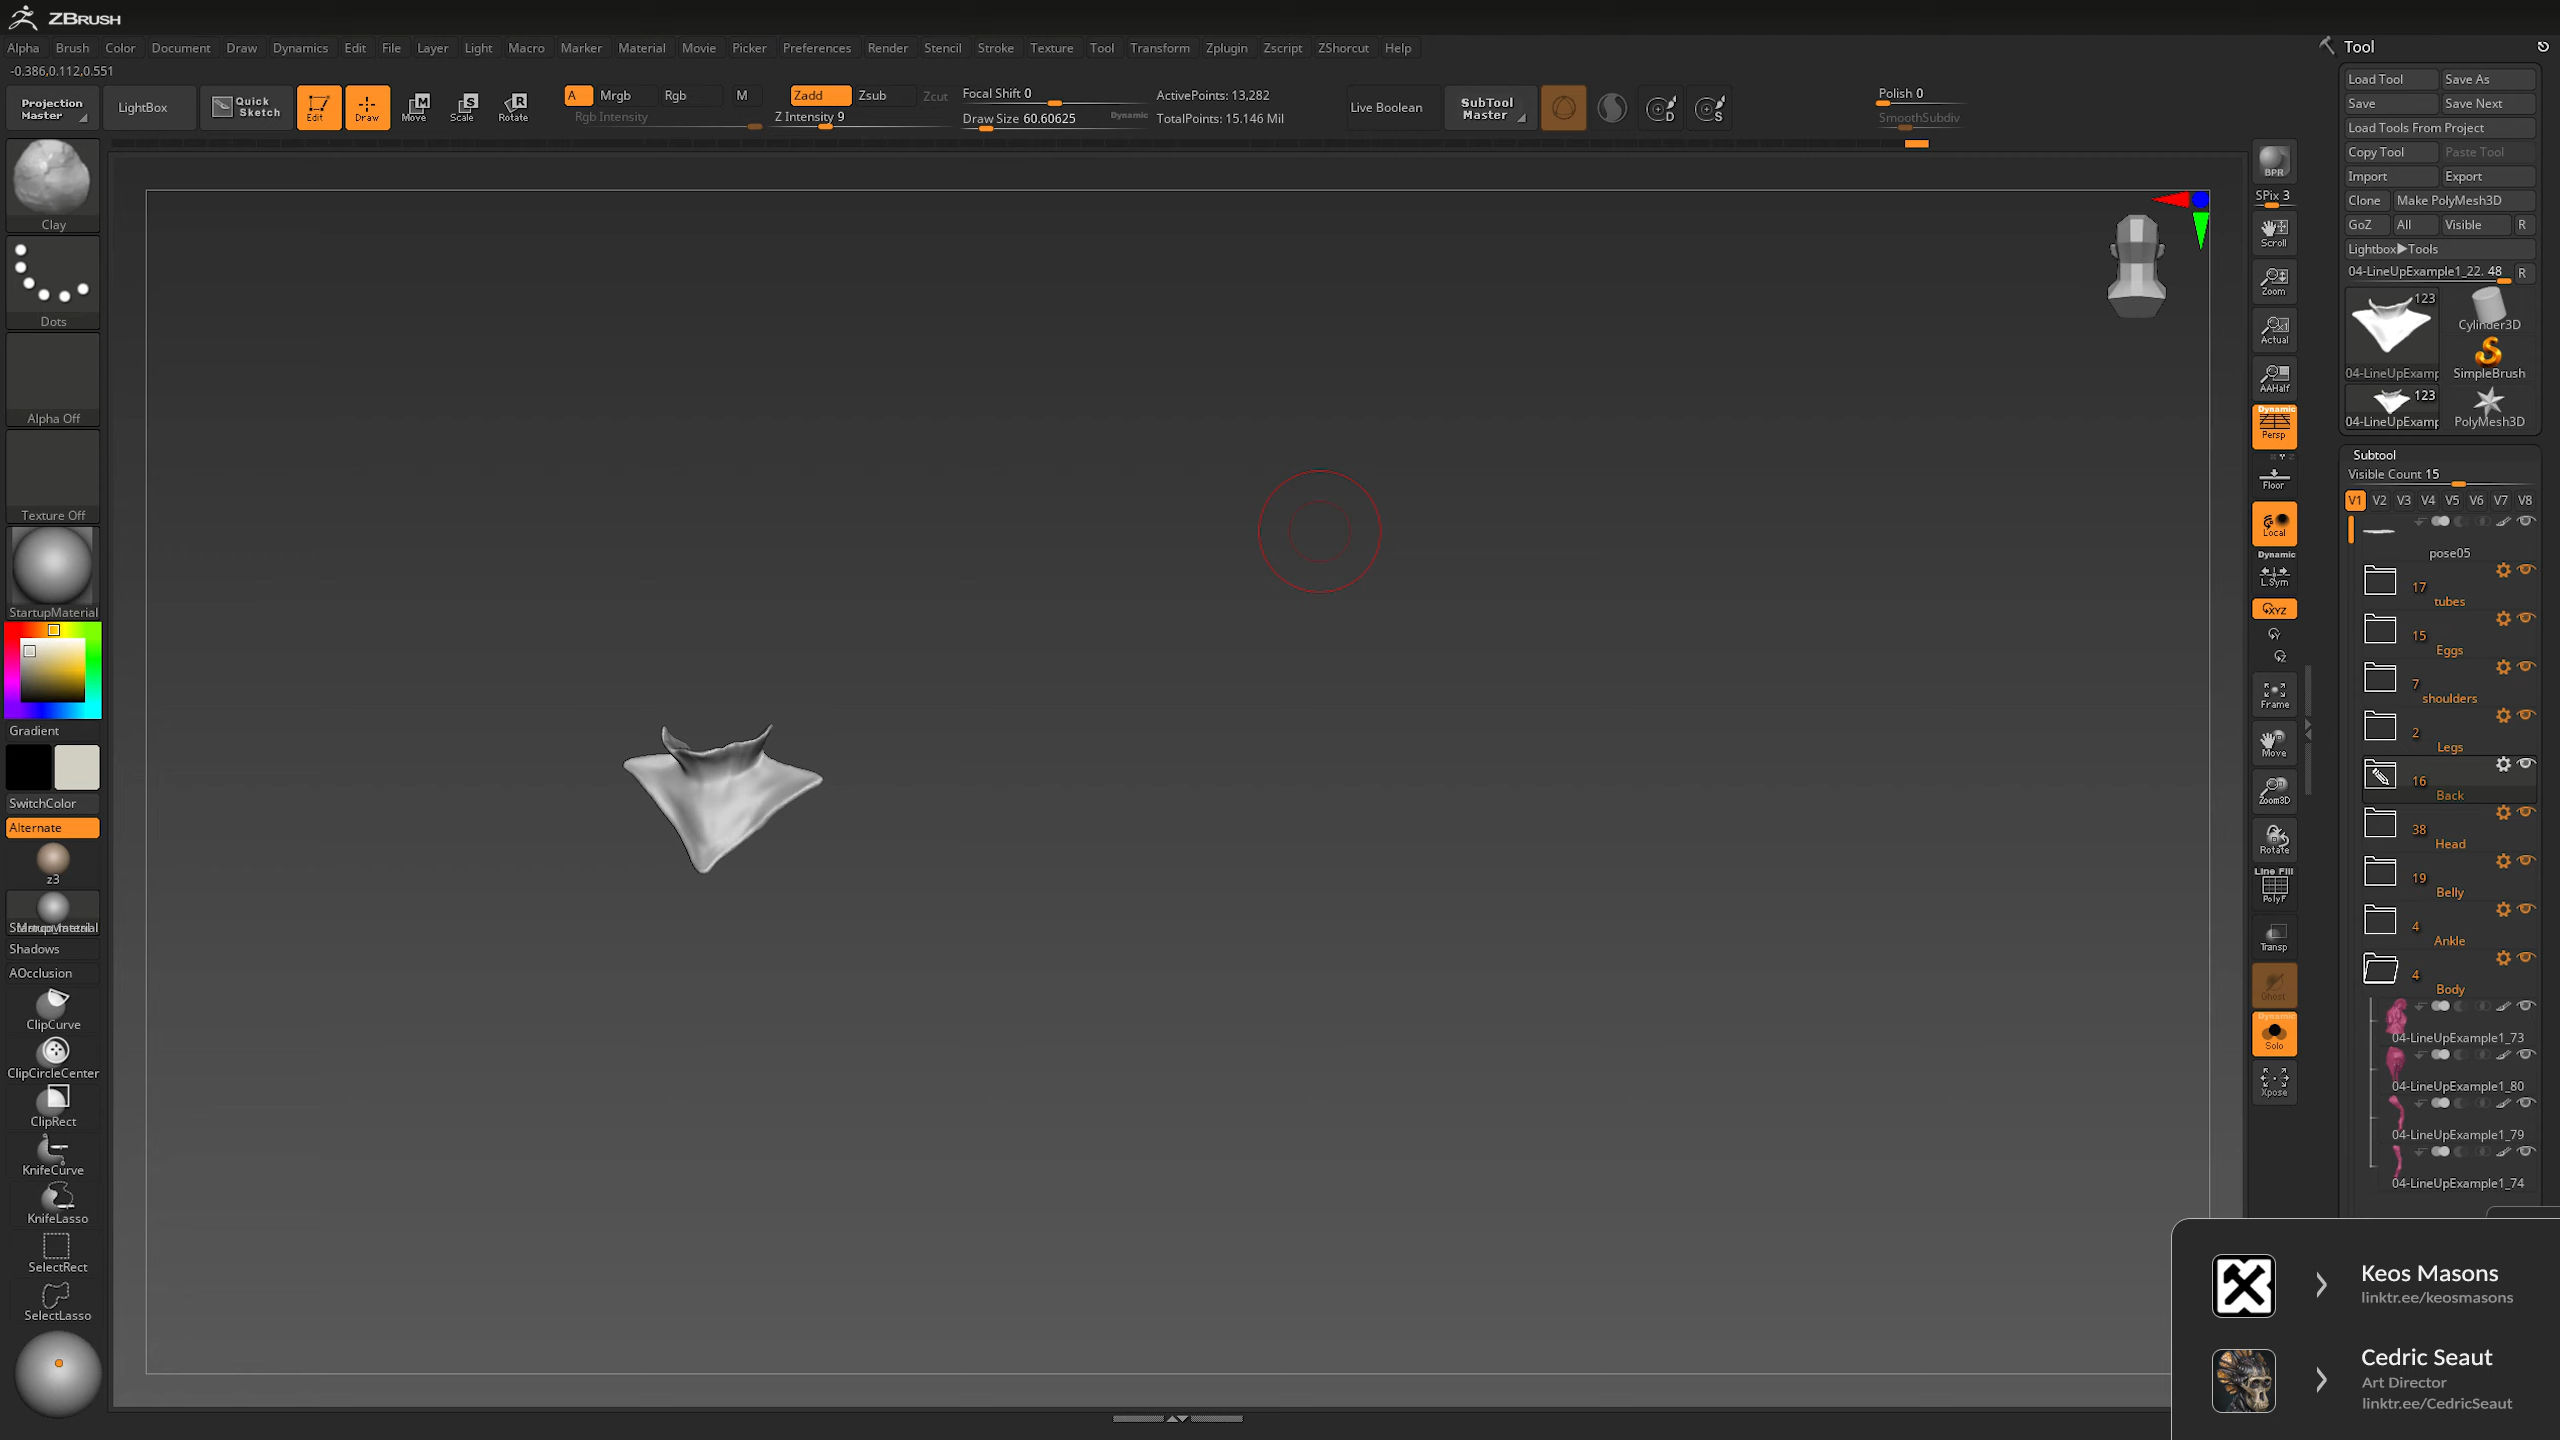 ZBRUSH
Alpha Brush Color Document Draw Dynamics Edit File Layer Light Macro Marker Material Movie Picker Preferences Render Stencil Stroke Texture Tool Transform Zplugin Zscript ZShorcut Help
-0.386,0.112,0.551
Projection Master
LightBox
Quick Sketch
Edit
Draw
Move
Scale
Rotate
A Mrgb Rgb M
Rgb Intensity
Zadd Zsub Zcut
Z Intensity 9
Focal Shift 0
Draw Size 60.60625 Dynamic
ActivePoints: 13,282
TotalPoints: 15.146 Mil
Live Boolean
SubTool Master
Polish 0
SmoothSubdiv
Clay
Dots
Alpha Off
Texture Off
StartupMaterial
Gradient
SwitchColor
Alternate
z3
Shadows
AOcclusion
ClipCurve
ClipCircleCenter
ClipRect
KnifeCurve
KnifeLasso
SelectRect
SelectLasso
BPR
SPix 3
Scroll
Zoom
Actual
AAHalf
Dynamic
Persp
Floor
Local
Dynamic
L.Sym
XYZ
Y
Z
Frame
Move
Zoom3D
Rotate
Line Fill
PolyF
Transp
Ghost
Dynamic
Solo
Xpose
Tool
Load Tool Save As
Save Save Next
Load Tools From Project
Copy Tool Paste Tool
Import Export
Clone Make PolyMesh3D
GoZ All Visible R
Lightbox▶Tools
04-LineUpExample1_22. 48 R
123
Cylinder3D
04-LineUpExamp SimpleBrush
123
04-LineUpExamp PolyMesh3D
Subtool
Visible Count 15
V1 V2 V3 V4 V5 V6 V7 V8
pose05
17
tubes
15
Eggs
7
shoulders
2
Legs
16
Back
38
Head
19
Belly
4
Ankle
4
Body
04-LineUpExample1_73
04-LineUpExample1_80
04-LineUpExample1_79
04-LineUpExample1_74
Keos Masons
linktr.ee/keosmasons
Cedric Seaut
Art Director
linktr.ee/CedricSeaut